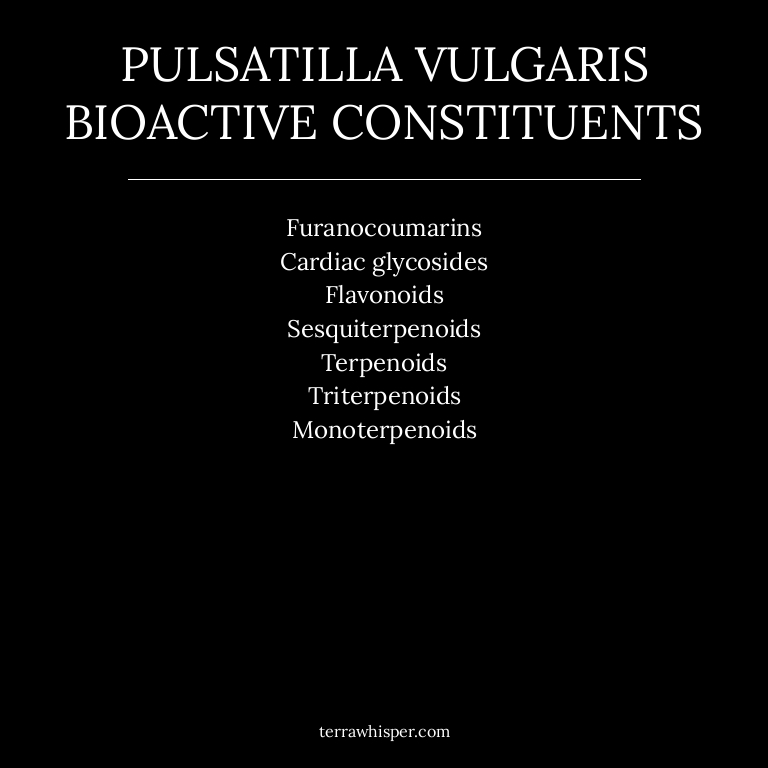 PULSATILLA VULGARIS
BIOACTIVE CONSTITUENTS
Furanocoumarins
Cardiac glycosides
Flavonoids
Sesquiterpenoids
Terpenoids
Triterpenoids
Monoterpenoids
terrawhisper.com